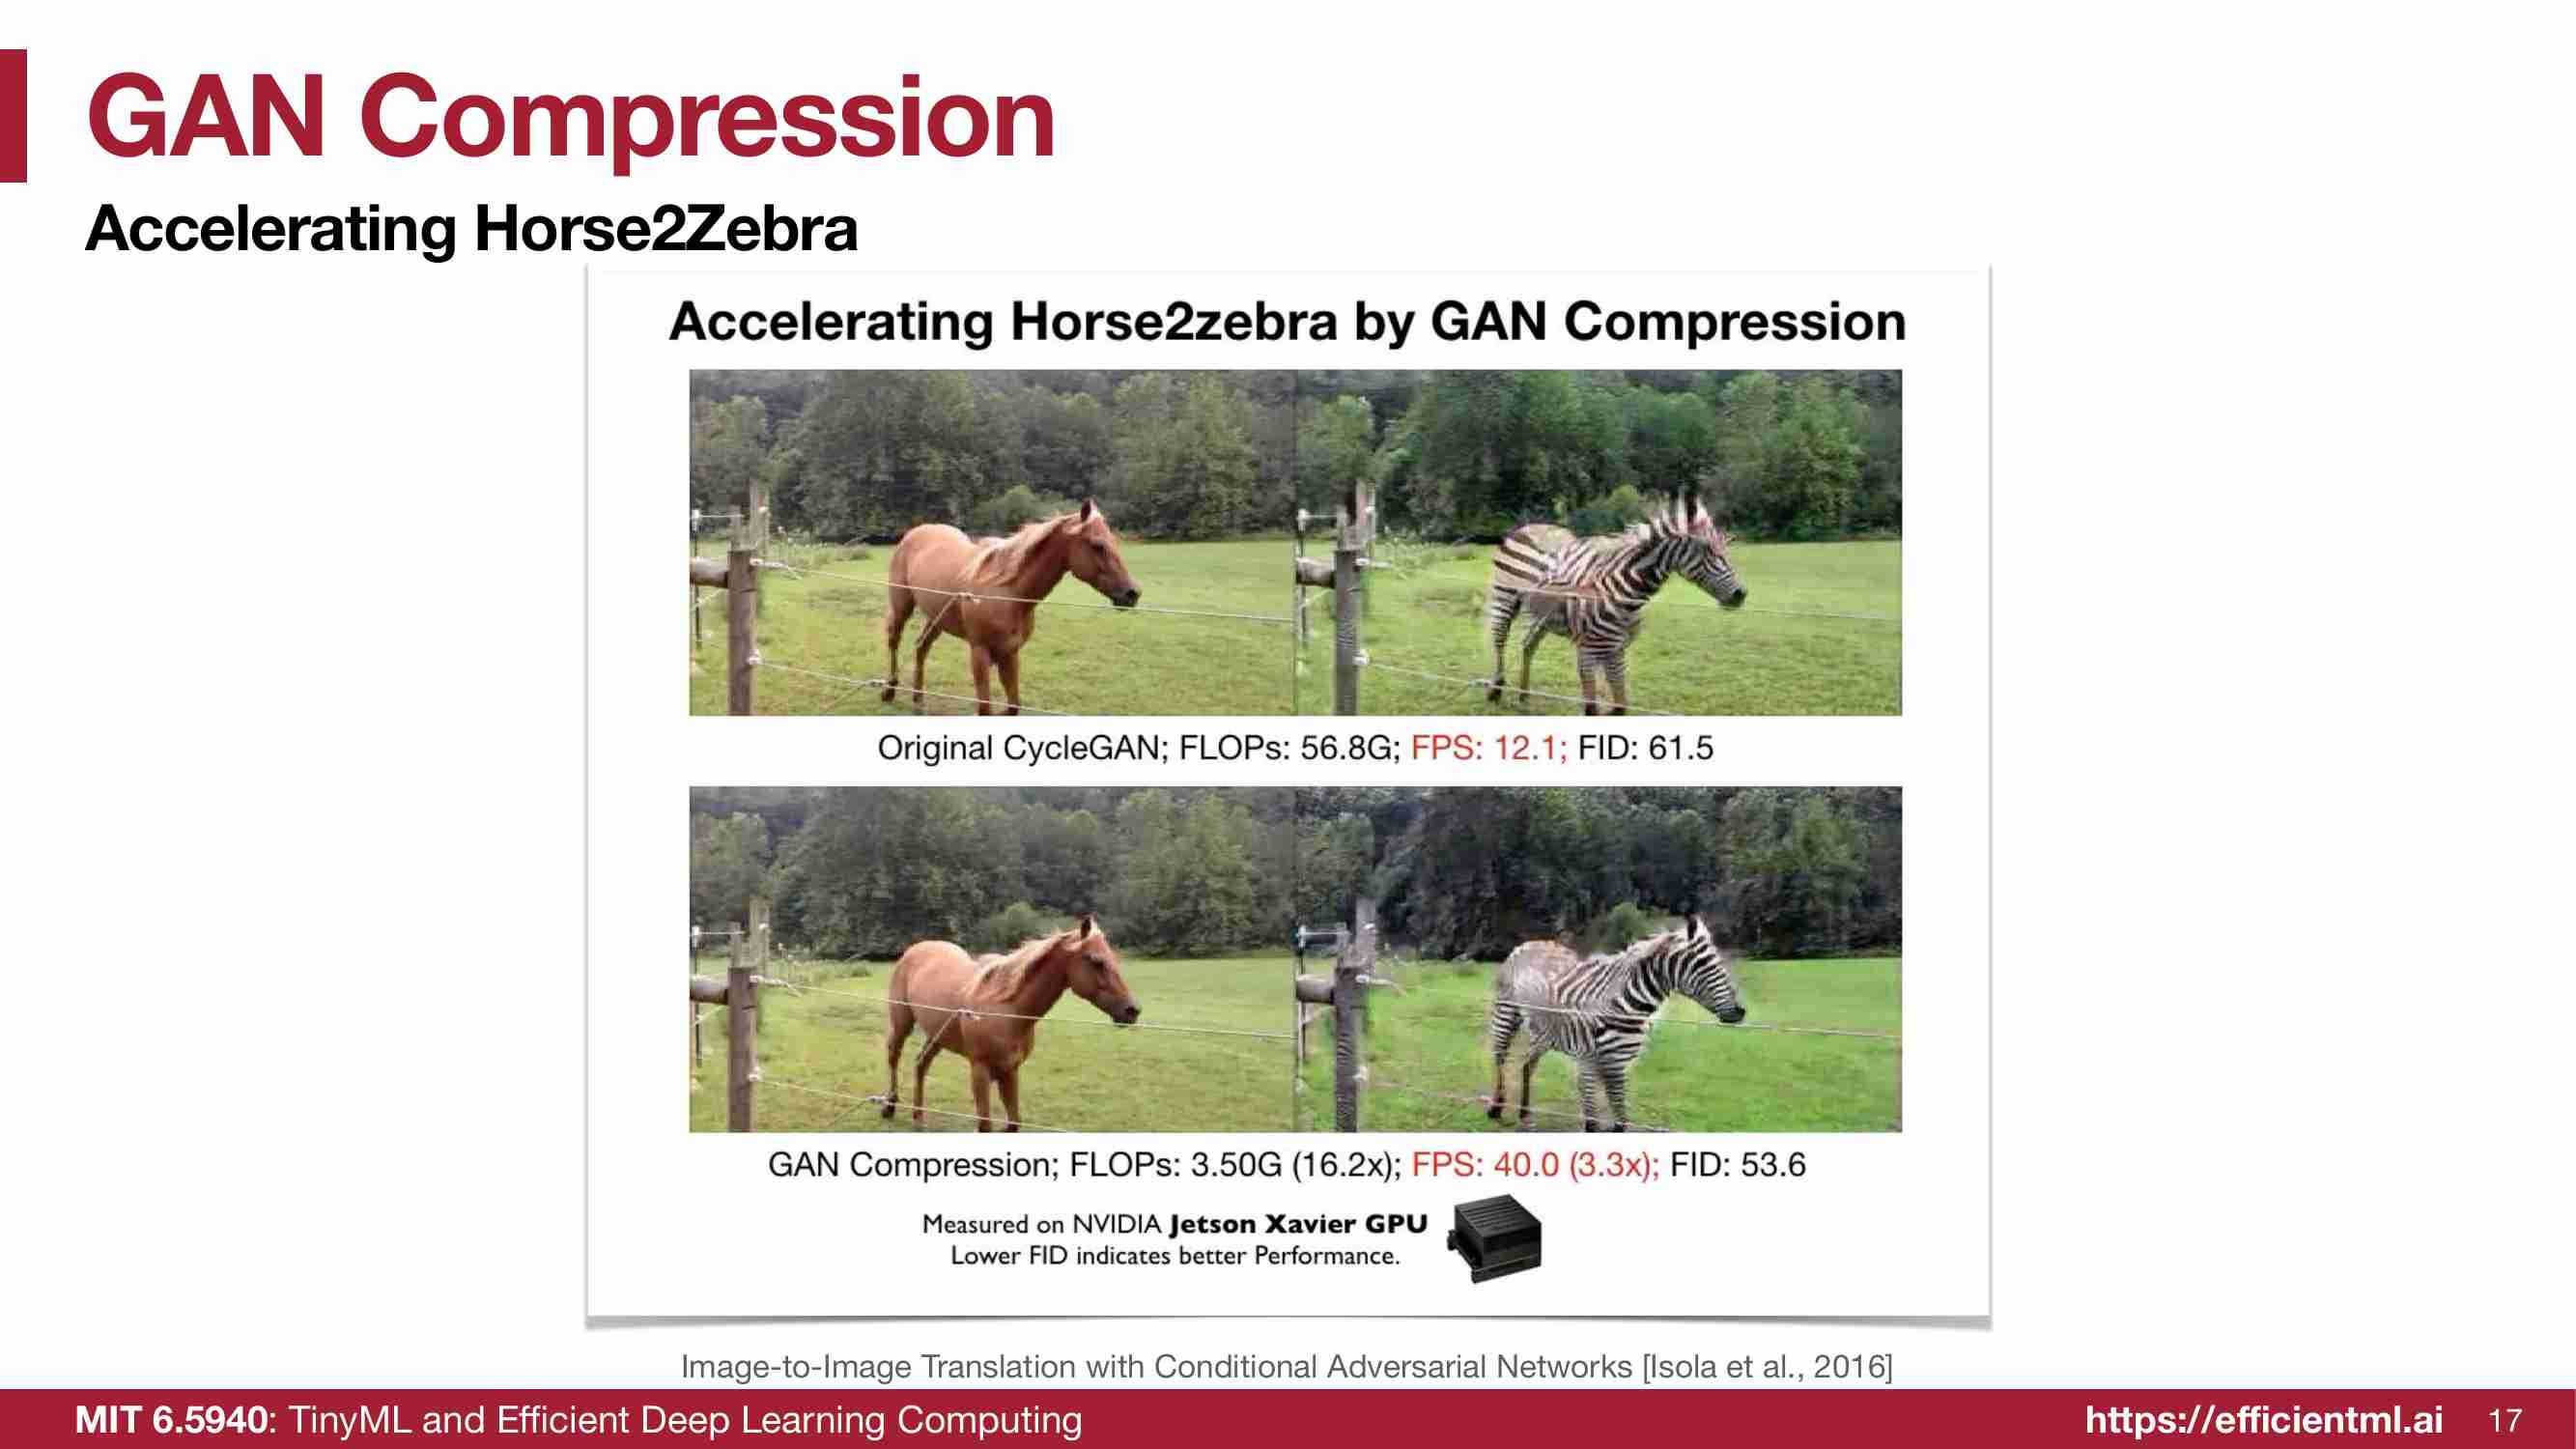 GAN Compression
Accelerating Horse2Zebra
Accelerating Horse2zebra by GAN Compression
Original CycleGAN; FLOPs: 56.8G; FPS: 12.1; FID: 61.5
GAN Compression; FLOPs: 3.50G (16.2x); FPS: 40.0 (3.3x); FID: 53.6
Measured on NVIDIA Jetson Xavier GPU
Lower FID indicates better Performance.
Image-to-Image Translation with Conditional Adversarial Networks [Isola et al., 2016]
MIT 6.5940: TinyML and Efficient Deep Learning Computing
https://efficientml.ai 17